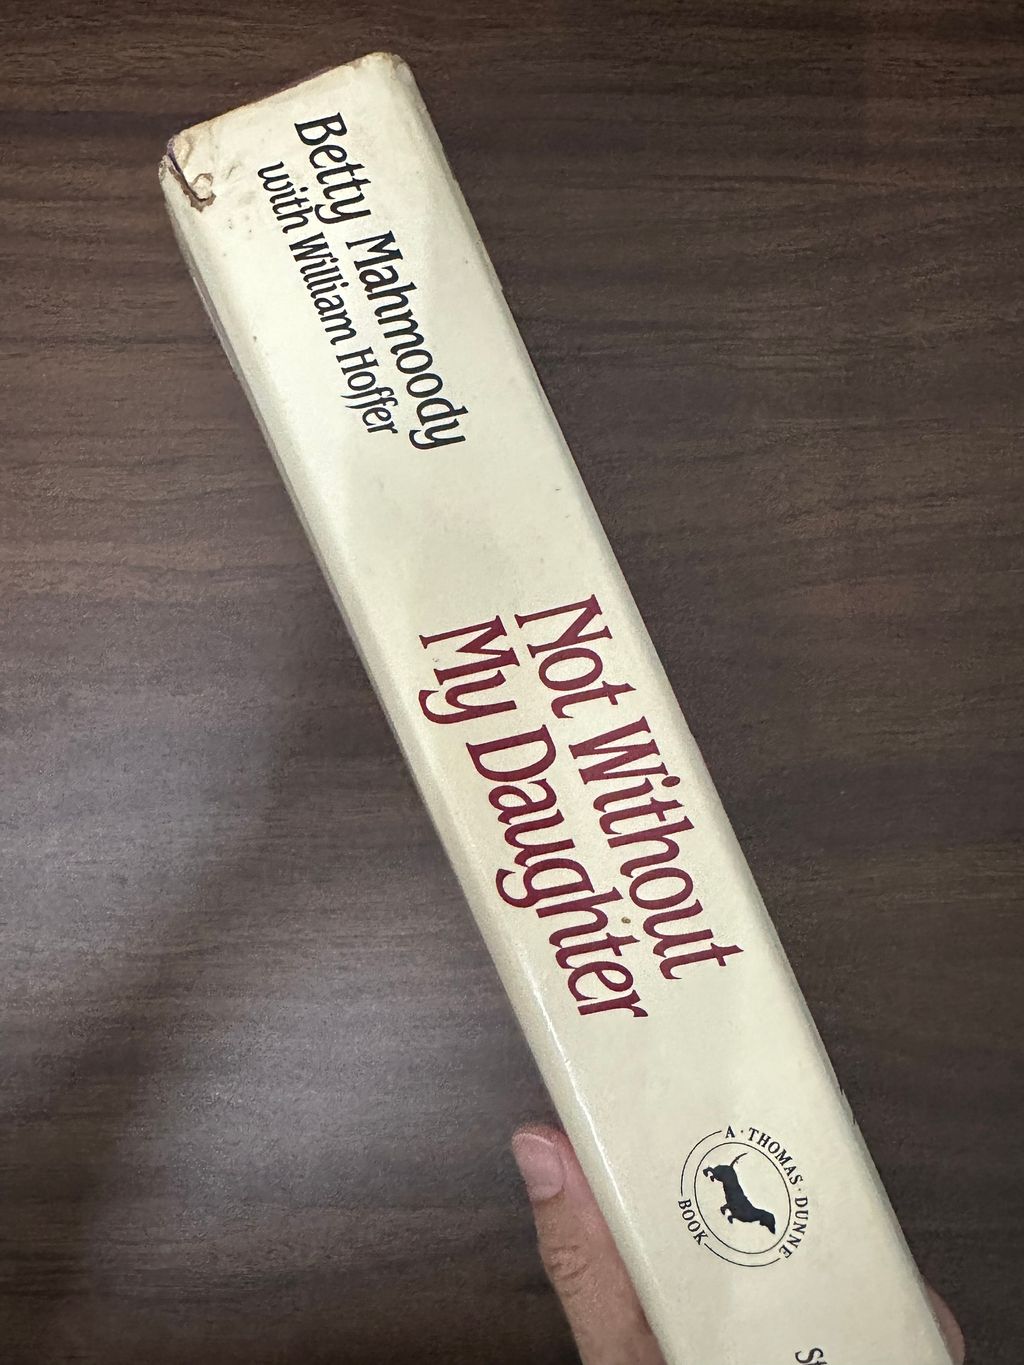 Betty Mahmoody
with William Hoffer
Not Without
My Daughter
A · THOMAS · DUNNE
BOOK